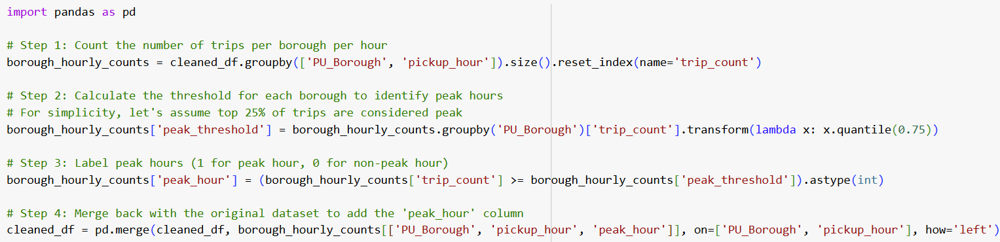 import pandas as pd
# Step 1: Count the number of trips per borough per hour
borough_hourly_counts = cleaned_df.groupby(['PU_Borough', 'pickup_hour']).size().reset_index(name='trip_count')
# Step 2: Calculate the threshold for each borough to identify peak hours
# For simplicity, let's assume top 25% of trips are considered peak
borough_hourly_counts['peak_threshold'] = borough_hourly_counts.groupby('PU_Borough')['trip_count'].transform(lambda x: x.quantile(0.75))
# Step 3: Label peak hours (1 for peak hour, 0 for non-peak hour)
borough_hourly_counts['peak_hour'] = (borough_hourly_counts['trip_count'] >= borough_hourly_counts['peak_threshold']).astype(int)
# Step 4: Merge back with the original dataset to add the 'peak_hour' column
cleaned_df = pd.merge(cleaned_df, borough_hourly_counts[['PU_Borough', 'pickup_hour', 'peak_hour']], on=['PU_Borough', 'pickup_hour'], how='left')